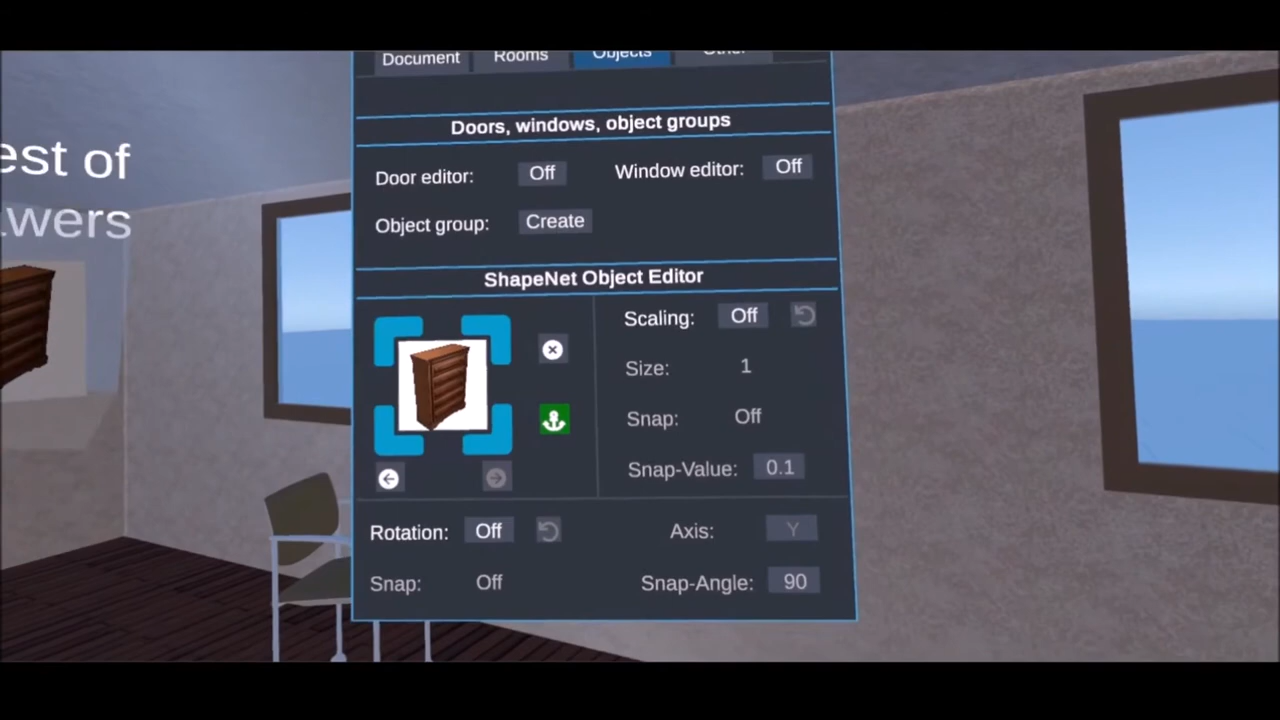 Document Rooms Objects Other
est of
awers
Doors, windows, object groups
Door editor: Off Window editor: Off
Object group: Create
ShapeNet Object Editor
Scaling: Off
Size: 1
Snap: Off
Snap-Value: 0.1
Rotation: Off Axis: Y
Snap: Off Snap-Angle: 90